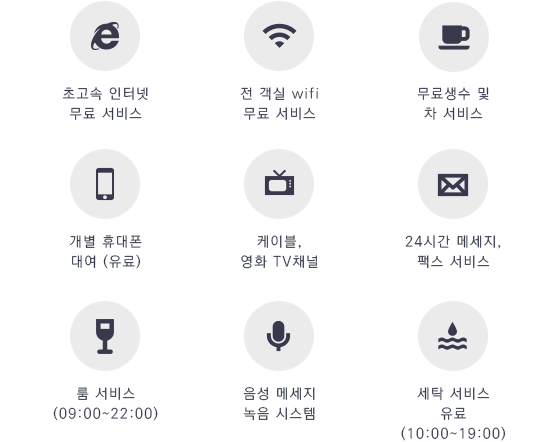 초고속 인터넷
무료 서비스
전 객실 wifi
무료 서비스
무료생수 및
차 서비스
개별 휴대폰
대여 (유료)
케이블,
영화 TV채널
24시간 메세지,
팩스 서비스
룸 서비스
(09:00~22:00)
음성 메세지
녹음 시스템
세탁 서비스
유료
(10:00~19:00)